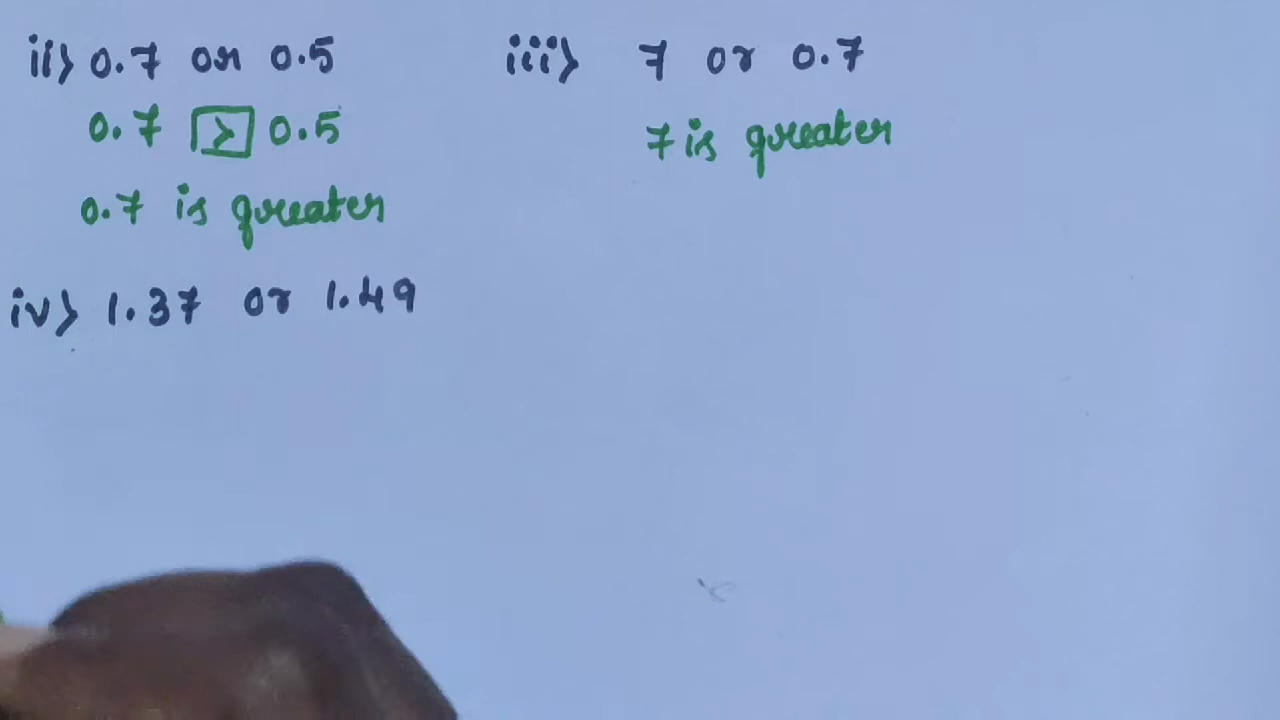 ii) 0.7 or 0.5
0.7 > 0.5
0.7 is greater
iii) 7 or 0.7
7 is greater
iv) 1.37 or 1.49